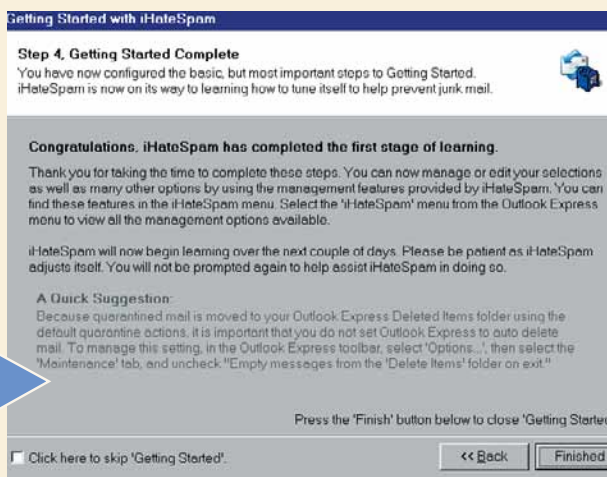 Getting Started with iHateSpam
Step 4, Getting Started Complete
You have now configured the basic, but most important steps to Getting Started.
iHateSpam is now on its way to learning how to tune itself to help prevent junk mail.
Congratulations, iHateSpam has completed the first stage of learning.
Thank you for taking the time to complete these steps. You can now manage or edit your selections
as well as many other options by using the management features provided by iHateSpam. You can
find these features in the iHateSpam menu. Select the 'iHateSpam' menu from the Outlook Express
menu to view all the management options available.
iHateSpam will now begin learning over the next couple of days. Please be patient as iHateSpam
adjusts itself. You will not be prompted again to help assist iHateSpam in doing so.
A Quick Suggestion:
Because quarantined mail is moved to your Outlook Express Deleted Items folder using the
default quarantine actions, it is important that you do not set Outlook Express to auto delete
mail. To manage this setting, in the Outlook Express toolbar, select 'Options...', then select the
'Maintenance' tab, and uncheck "Empty messages from the 'Delete Items' folder on exit."
Press the 'Finish' button below to close 'Getting Started
Click here to skip 'Getting Started'.
<< Back
Finished